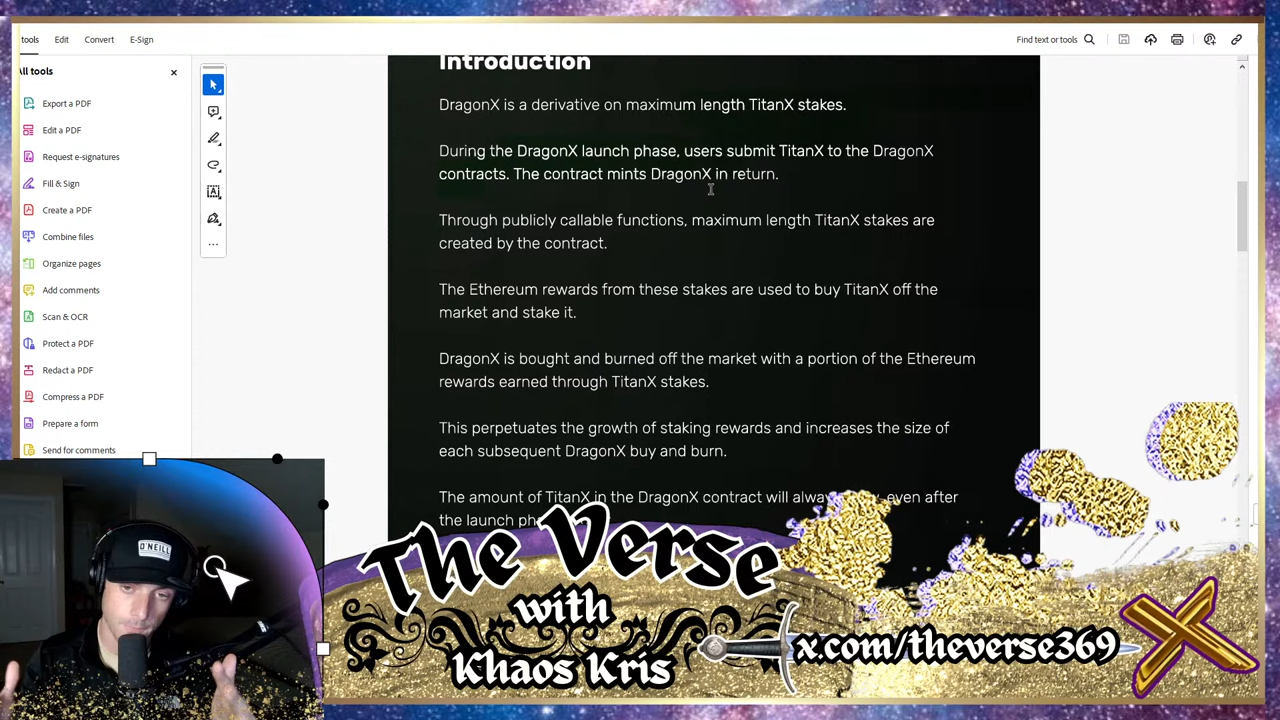 tools
Edit
Convert
E-Sign
Find text or tools
All tools
Export a PDF
Edit a PDF
Request e-signatures
Fill & Sign
Create a PDF
Combine files
Organize pages
Add comments
Scan & OCR
Protect a PDF
Redact a PDF
Compress a PDF
Prepare a form
Send for comments
Introduction
DragonX is a derivative on maximum length TitanX stakes.
During the DragonX launch phase, users submit TitanX to the DragonX
contracts. The contract mints DragonX in return.
Through publicly callable functions, maximum length TitanX stakes are
created by the contract.
The Ethereum rewards from these stakes are used to buy TitanX off the
market and stake it.
DragonX is bought and burned off the market with a portion of the Ethereum
rewards earned through TitanX stakes.
This perpetuates the growth of staking rewards and increases the size of
each subsequent DragonX buy and burn.
The amount of TitanX in the DragonX contract will even after
the launch
O'NEILL
The Verse
with
Khaos Kris
x.com/theverse369
X